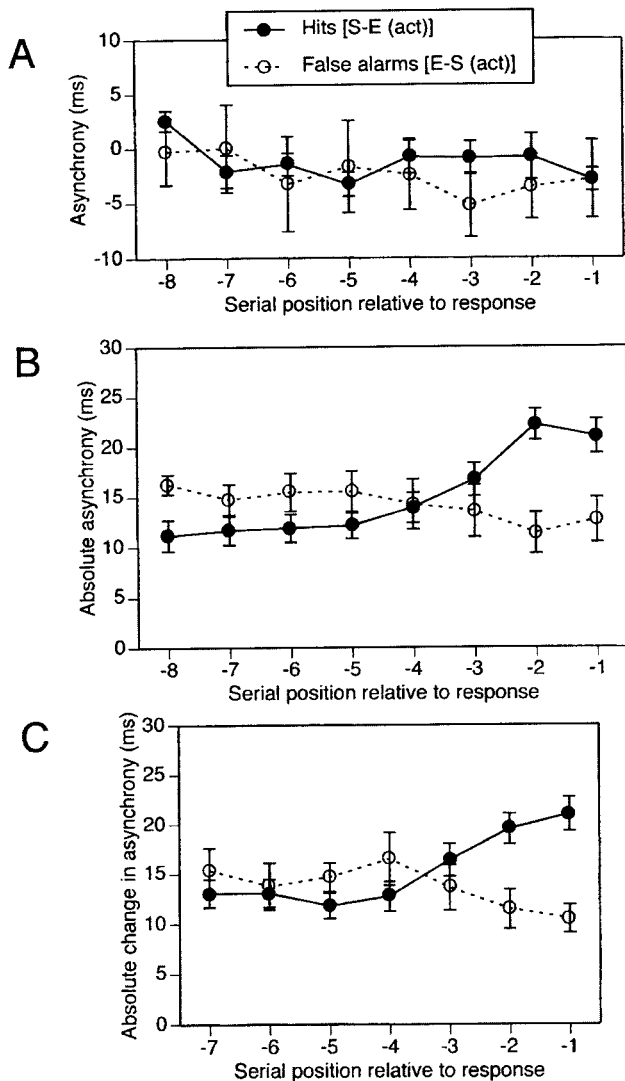 A
Hits [S-E (act)]
False alarms [E-S (act)]
Asynchrony (ms)
10
5
0
-5
-10
-8 -7 -6 -5 -4 -3 -2 -1
Serial position relative to response
B
Absolute asynchrony (ms)
30
25
20
15
10
5
0
-8 -7 -6 -5 -4 -3 -2 -1
Serial position relative to response
C
Absolute change in asynchrony (ms)
30
25
20
15
10
5
0
-7 -6 -5 -4 -3 -2 -1
Serial position relative to response